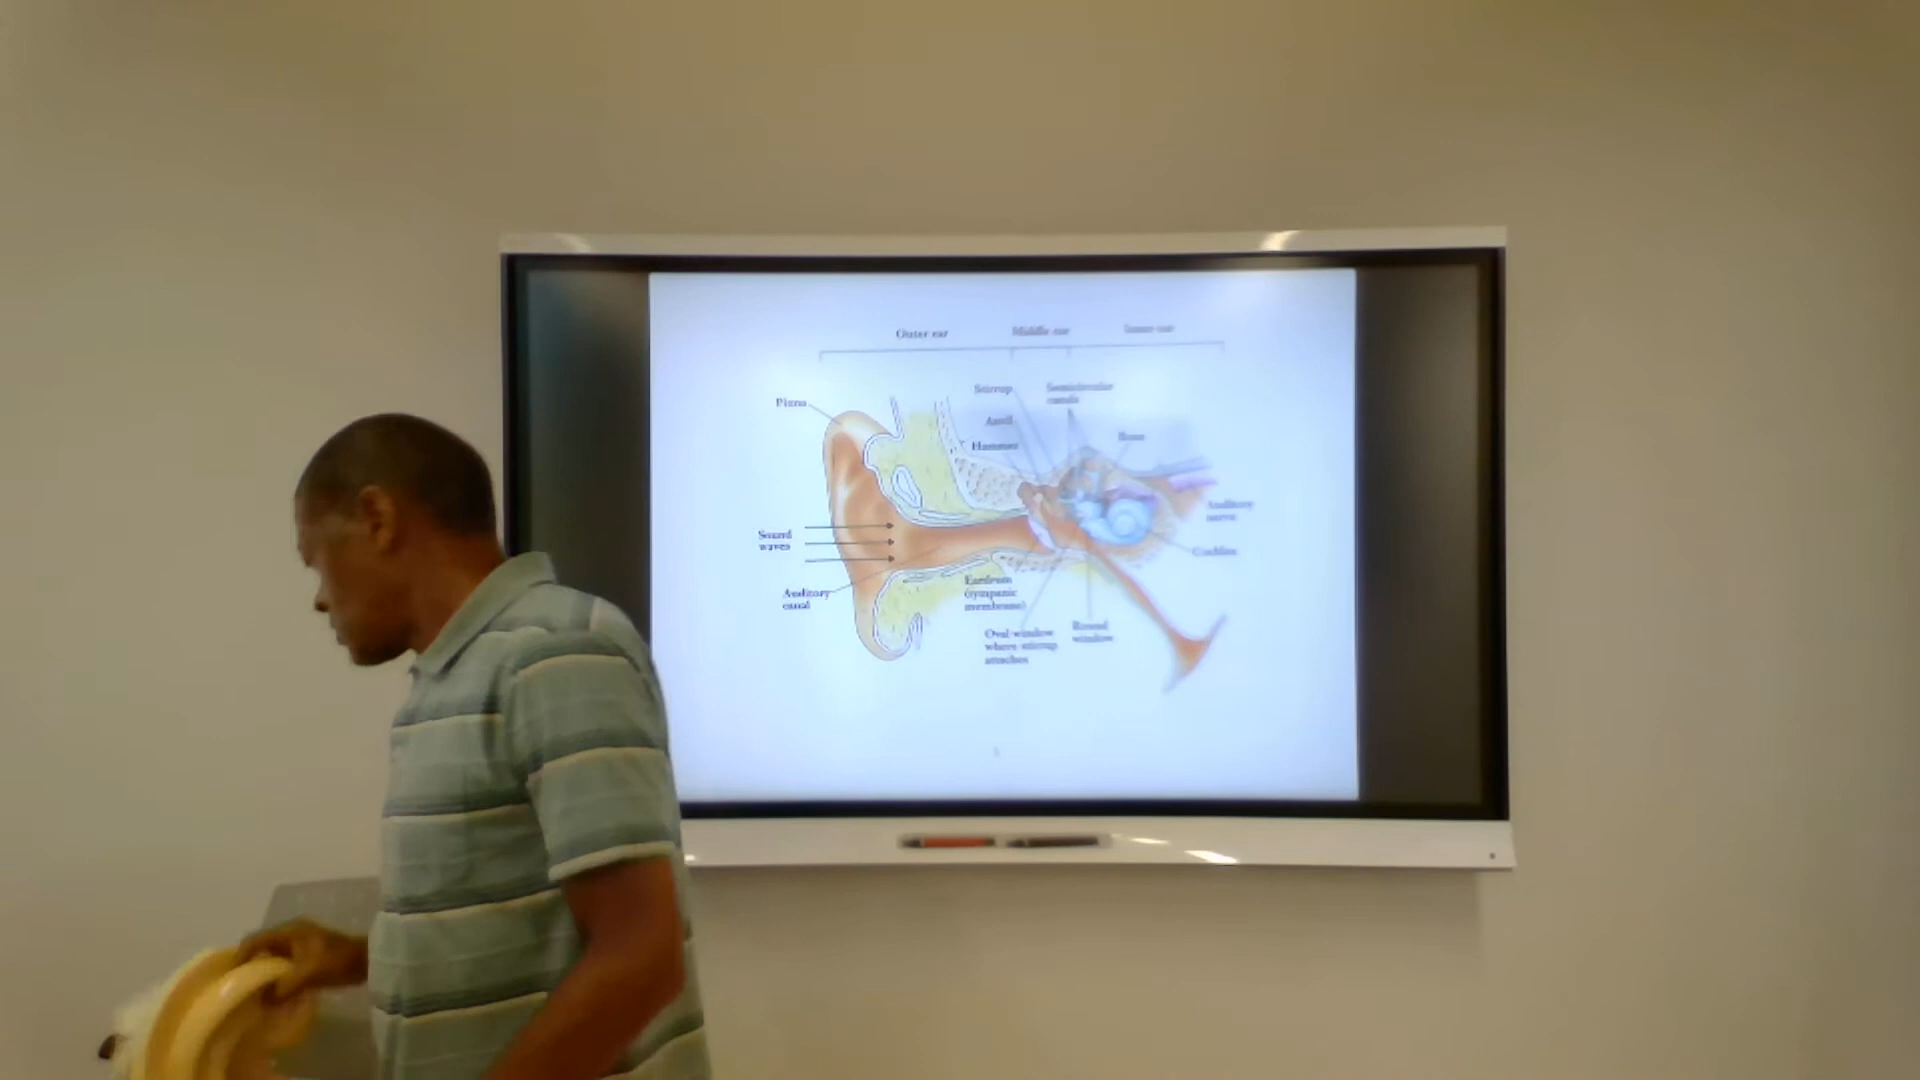 Outer ear
Middle ear
Inner ear
Stirrup
Semicircular
canals
Pinna
Anvil
Bone
Hammer
Auditory
nerve
Sound
waves
Cochlea
Eardrum
(tympanic
membrane)
Auditory
canal
Oval window
where stirrup
attaches
Round
window